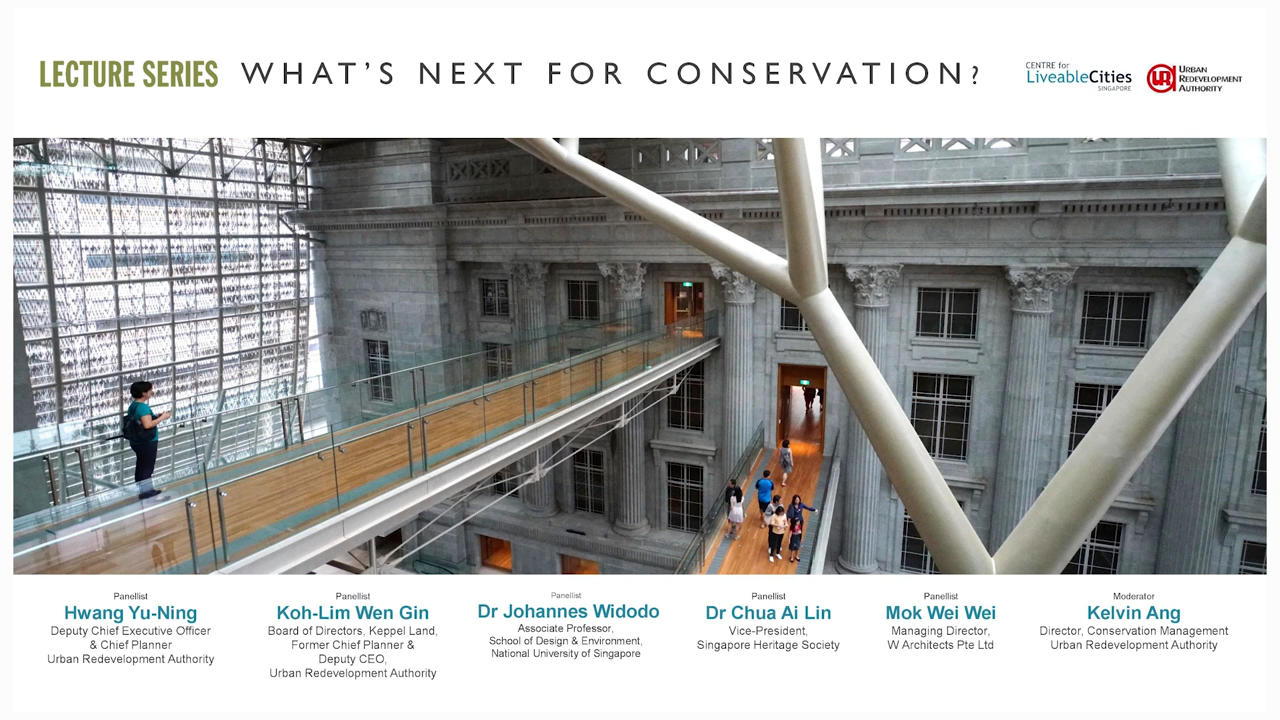 LECTURE SERIES WHAT'S NEXT FOR CONSERVATION?
CENTRE for
LiveableCities
SINGAPORE
URBAN
REDEVELOPMENT
AUTHORITY
Panellist
Hwang Yu-Ning
Deputy Chief Executive Officer
& Chief Planner
Urban Redevelopment Authority
Panellist
Koh-Lim Wen Gin
Board of Directors, Keppel Land,
Former Chief Planner &
Deputy CEO,
Urban Redevelopment Authority
Panellist
Dr Johannes Widodo
Associate Professor,
School of Design & Environment,
National University of Singapore
Panellist
Dr Chua Ai Lin
Vice-President,
Singapore Heritage Society
Panellist
Mok Wei Wei
Managing Director,
W Architects Pte Ltd
Moderator
Kelvin Ang
Director, Conservation Management
Urban Redevelopment Authority